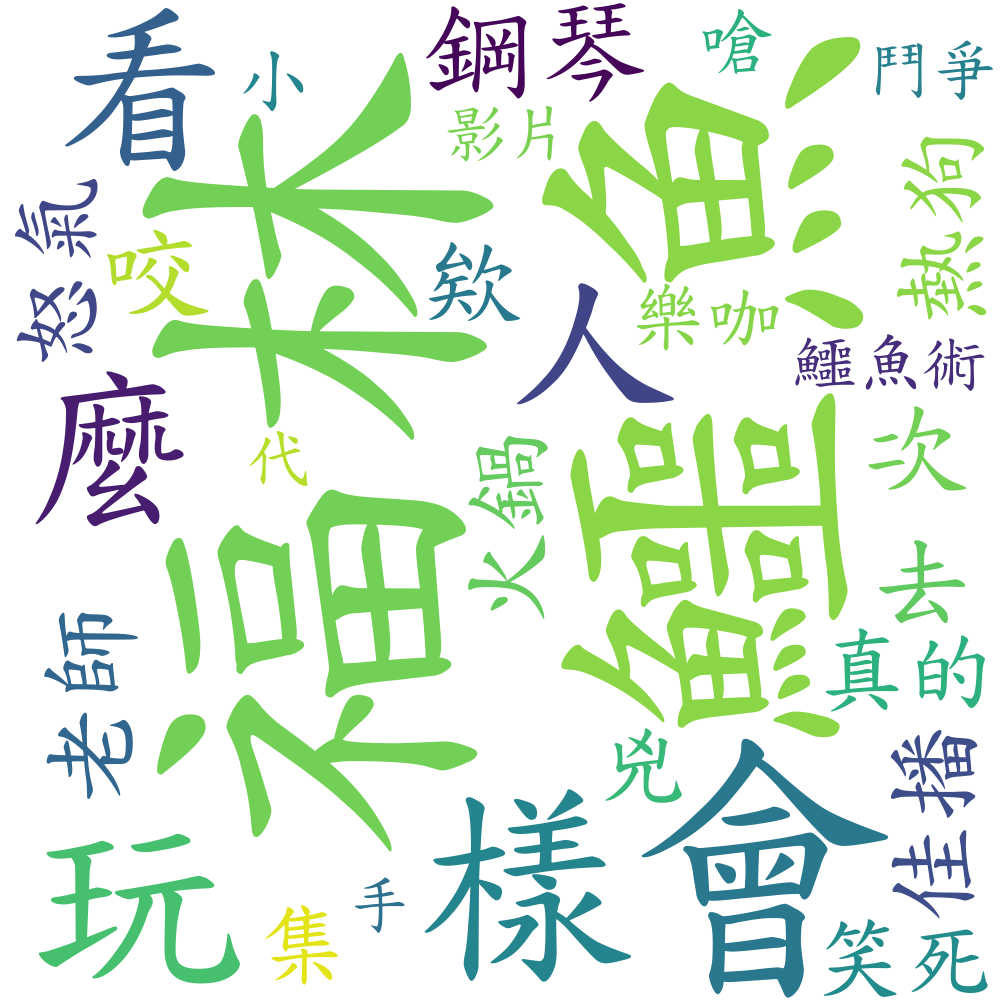 看
小
鋼琴
嗆
鬥爭
影片
福林
鱷魚
熱狗
怒氣
咬
欸
人
樂咖
鱷魚術
麼
代
火鍋
次
去
老師
真的
兇
佳播
玩
手
集
樣
會
笑死